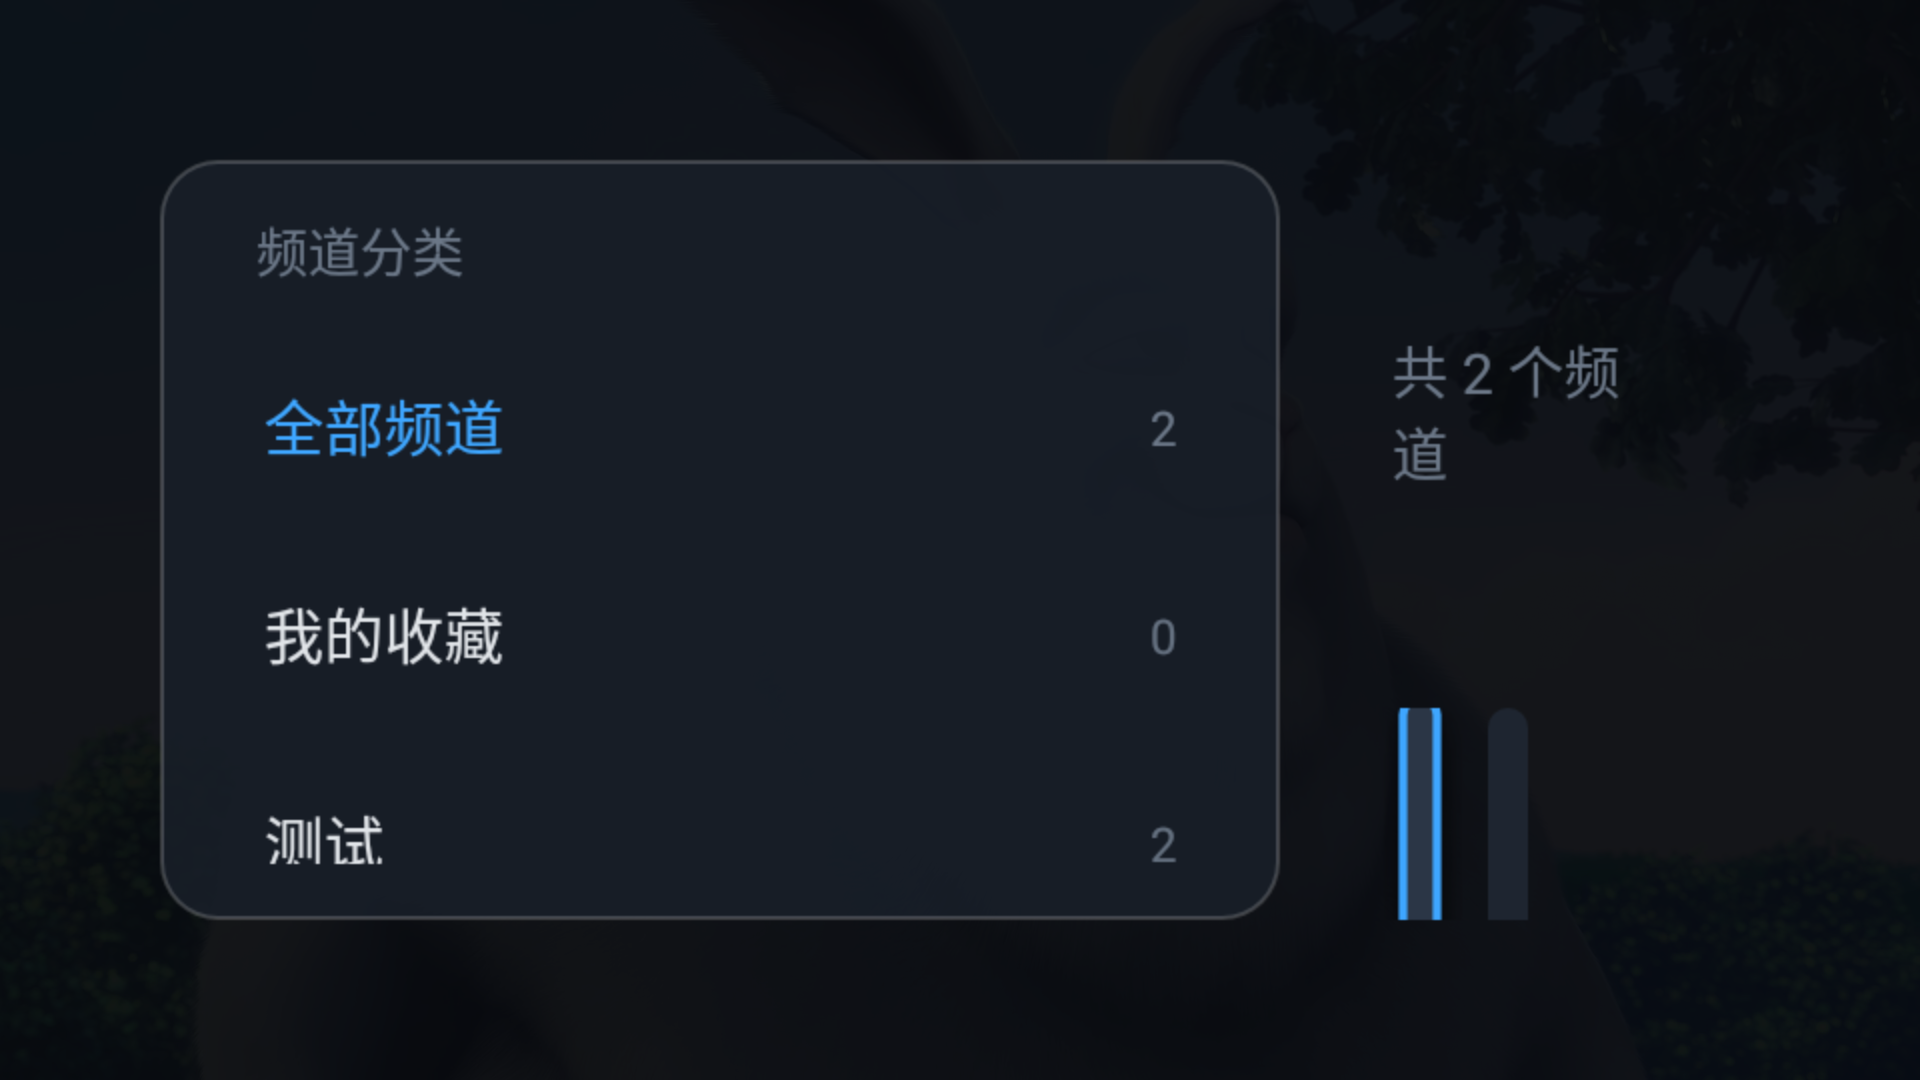 频道分类
全部频道 2
我的收藏 0
测试 2
共 2 个频
道